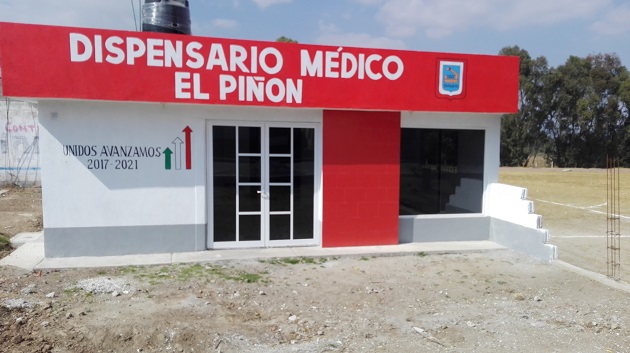 DISPENSARIO MÉDICO
EL PIÑON
UNIDOS AVANZAMOS
2017-2021